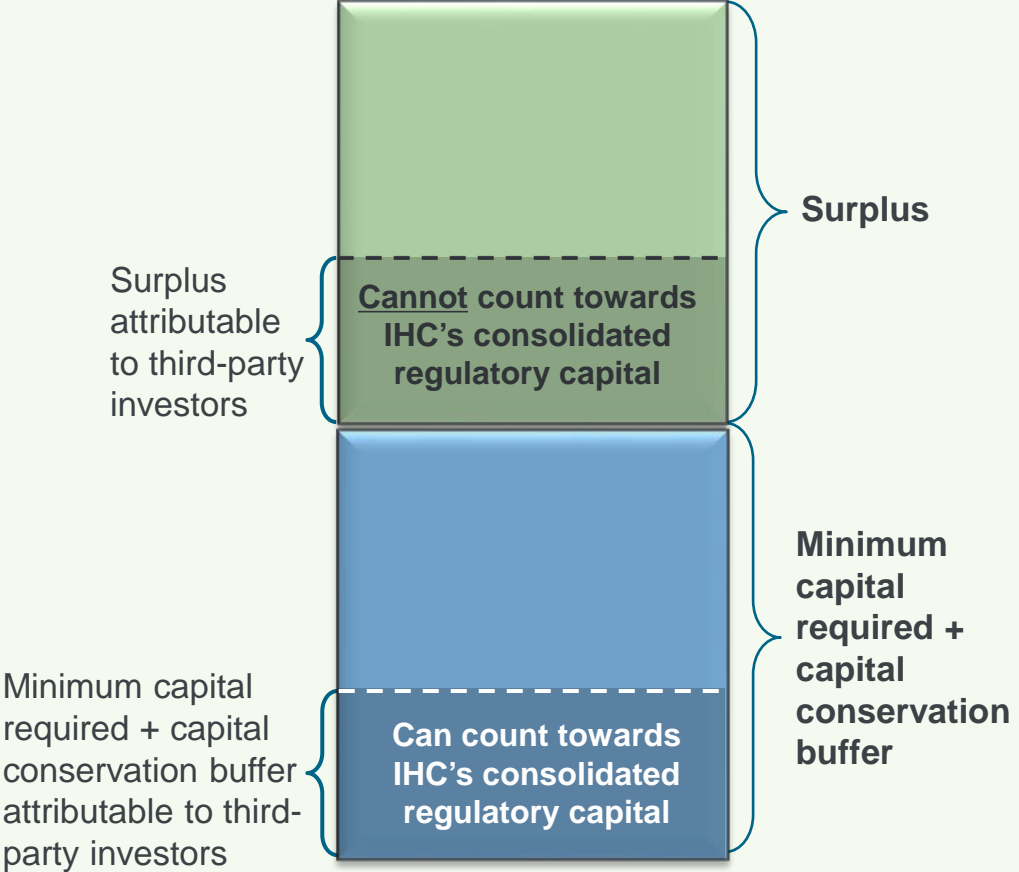 Surplus
Surplus
attributable
to third-party
investors
Cannot count towards
IHC’s consolidated
regulatory capital
Minimum
capital
required +
capital
conservation
buffer
Minimum capital
required + capital
conservation buffer
attributable to third-
party investors
Can count towards
IHC’s consolidated
regulatory capital